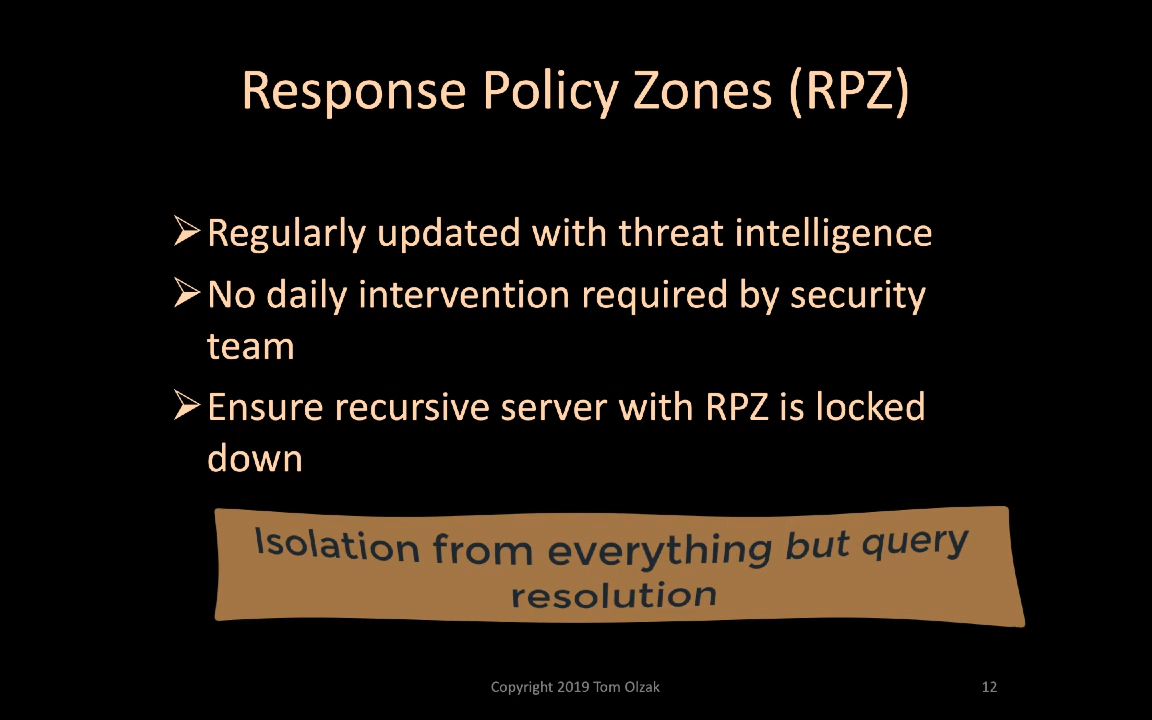 Response Policy Zones (RPZ)
➢Regularly updated with threat intelligence
➢No daily intervention required by security
team
➢Ensure recursive server with RPZ is locked
down
Isolation from everything but query
resolution
Copyright 2019 Tom Olzak
12